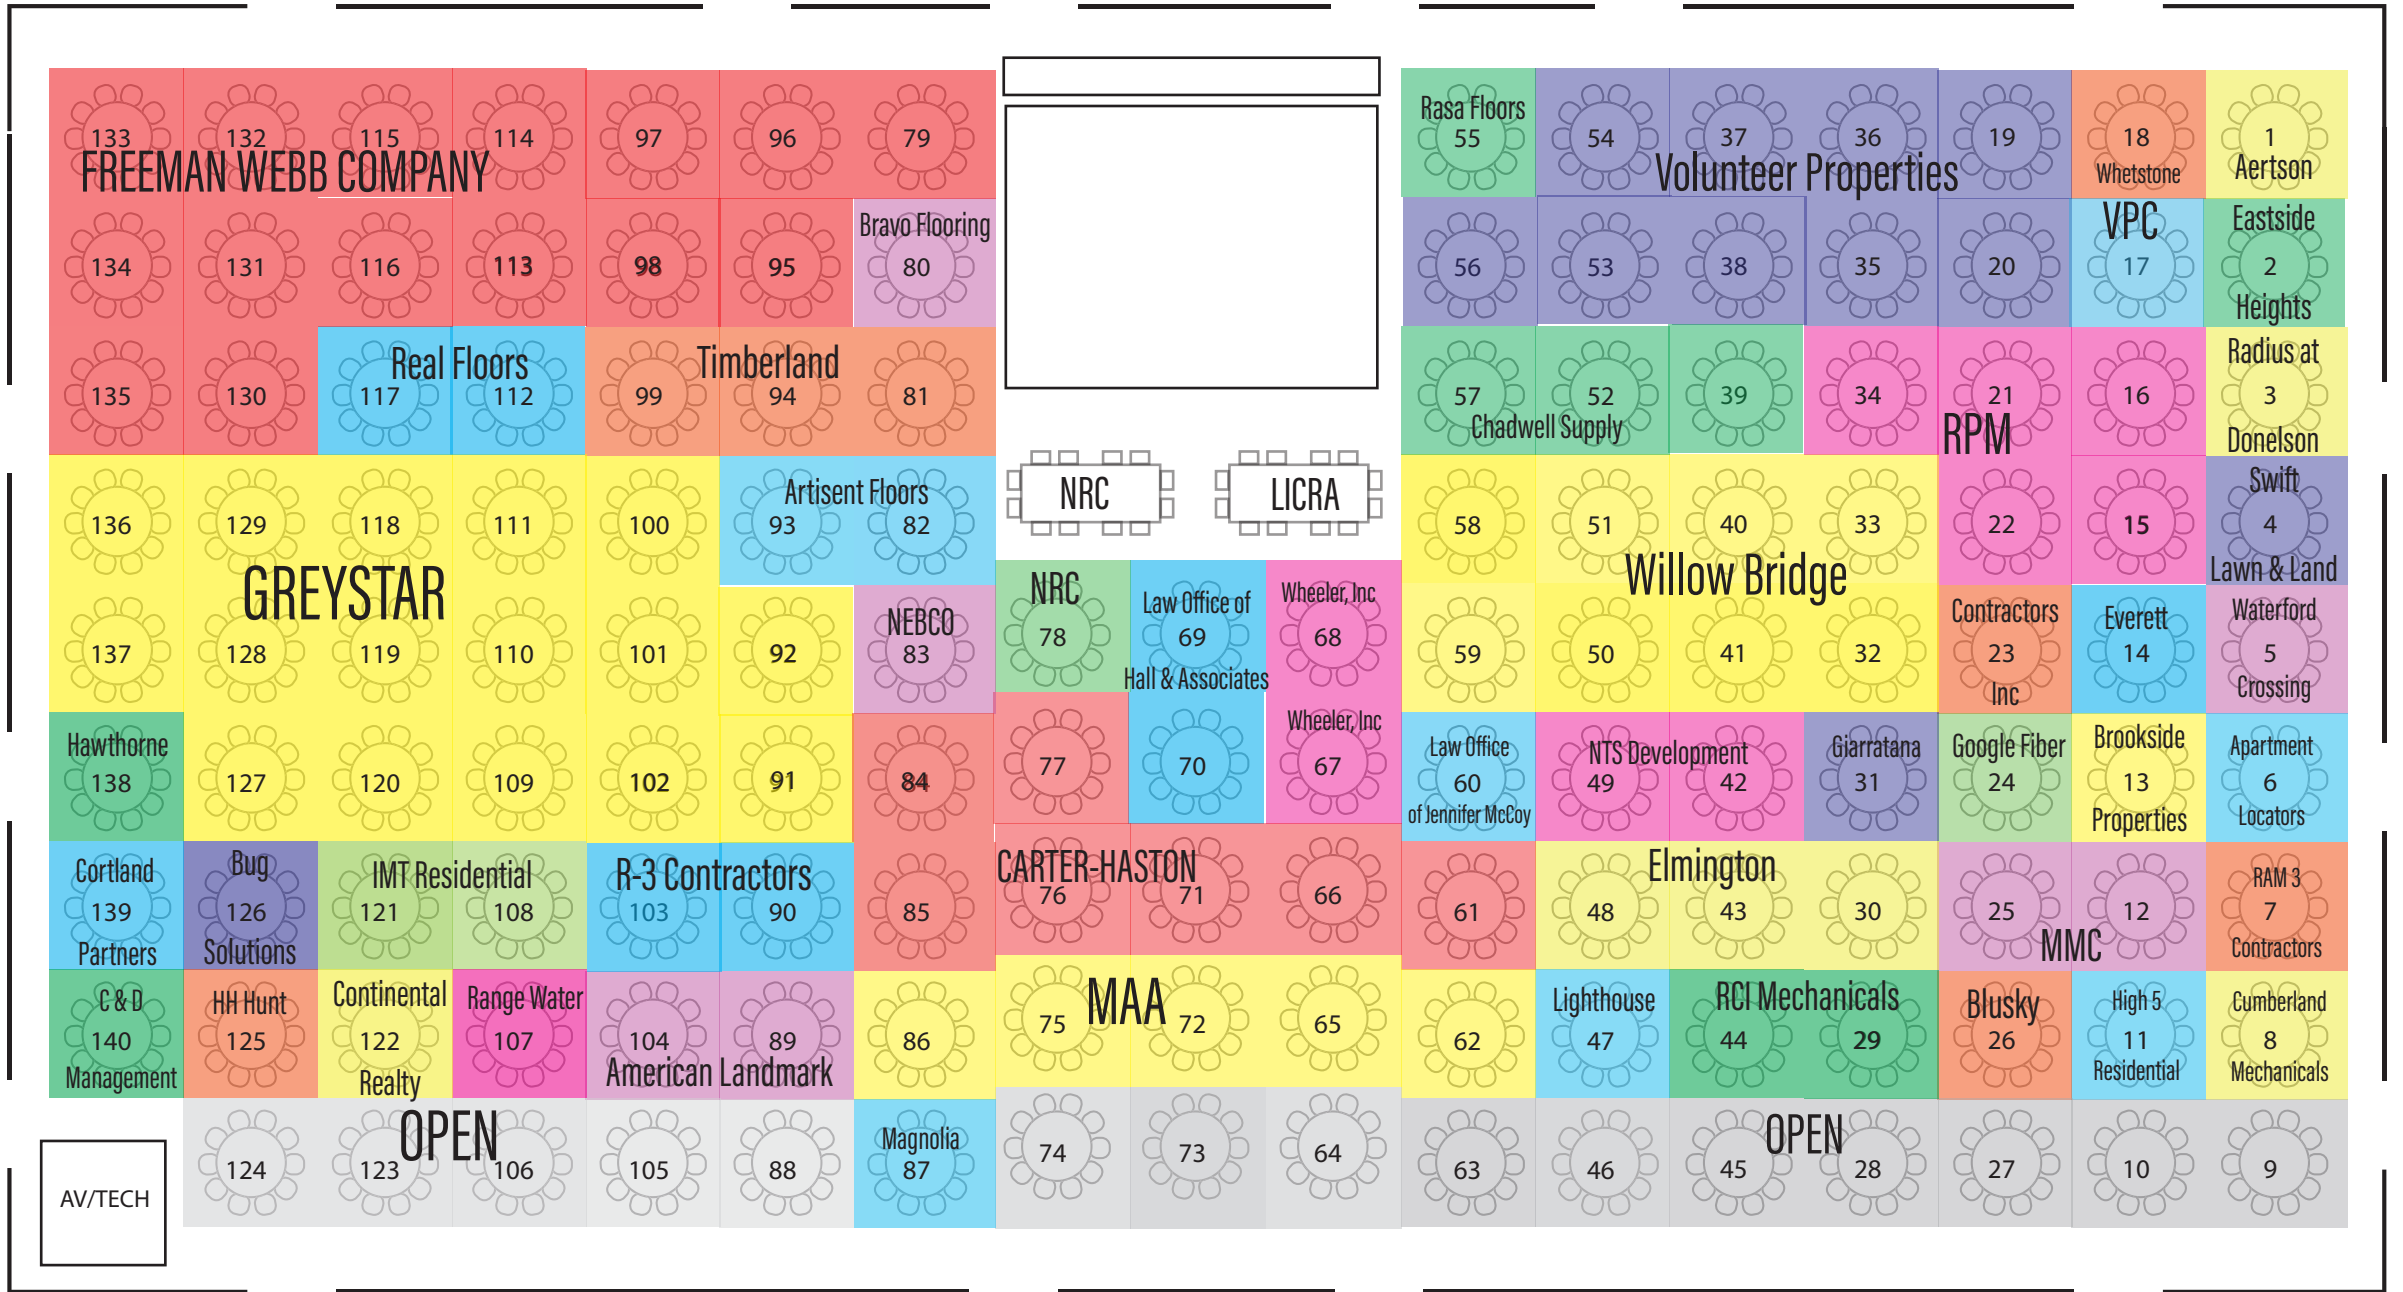 133 132 115 114 97 96 79
FREEMAN WEBB COMPANY
134 131 116 113 98 95
Bravo Flooring
80
135 130
Real Floors
117 112
Timberland
99 94 81
136 129 118 111 100
GREYSTAR
Artisent Floors
93 82
137 128 119 110 101 92
NEBCO
83
Hawthorne
138
127 120 109 102 91 84
Cortland
139
Partners
Bug
126
Solutions
IMT Residential
121 108
R-3 Contractors
103 90
85
C & D
140
Management
HH Hunt
125
Continental
122
Realty
Range Water
107
104 89
American Landmark
86
OPEN
124 123 106 105 88
Magnolia
87
AV/TECH
NRC
LICRA
NRC
78
Law Office of
69
Hall & Associates
Wheeler, Inc
68
77
70
Wheeler, Inc
67
CARTER-HASTON
76 71 66
MAA
75 72 65
74 73 64
Rasa Floors
55
54 37 36 19
Volunteer Properties
18
Whetstone
1
Aertson
56 53 38 35 20
VPC
17
Eastside
2
Heights
57 52 39
Chadwell Supply
34 21 16
RPM
Radius at
3
Donelson
58 51 40 33
Willow Bridge
22 15
Swift
4
Lawn & Land
59 50 41 32
Contractors
23
Inc
Everett
14
Waterford
5
Crossing
Law Office
60
of Jennifer McCoy
NTS Development
49 42
Giarratana
31
Google Fiber
24
Brookside
13
Properties
Apartment
6
Locators
61
Elmington
48 43 30
25 12
MMC
RAM 3
7
Contractors
62
Lighthouse
47
RCI Mechanicals
44 29
Blusky
26
High 5
11
Residential
Cumberland
8
Mechanicals
OPEN
63 46 45 28 27 10 9